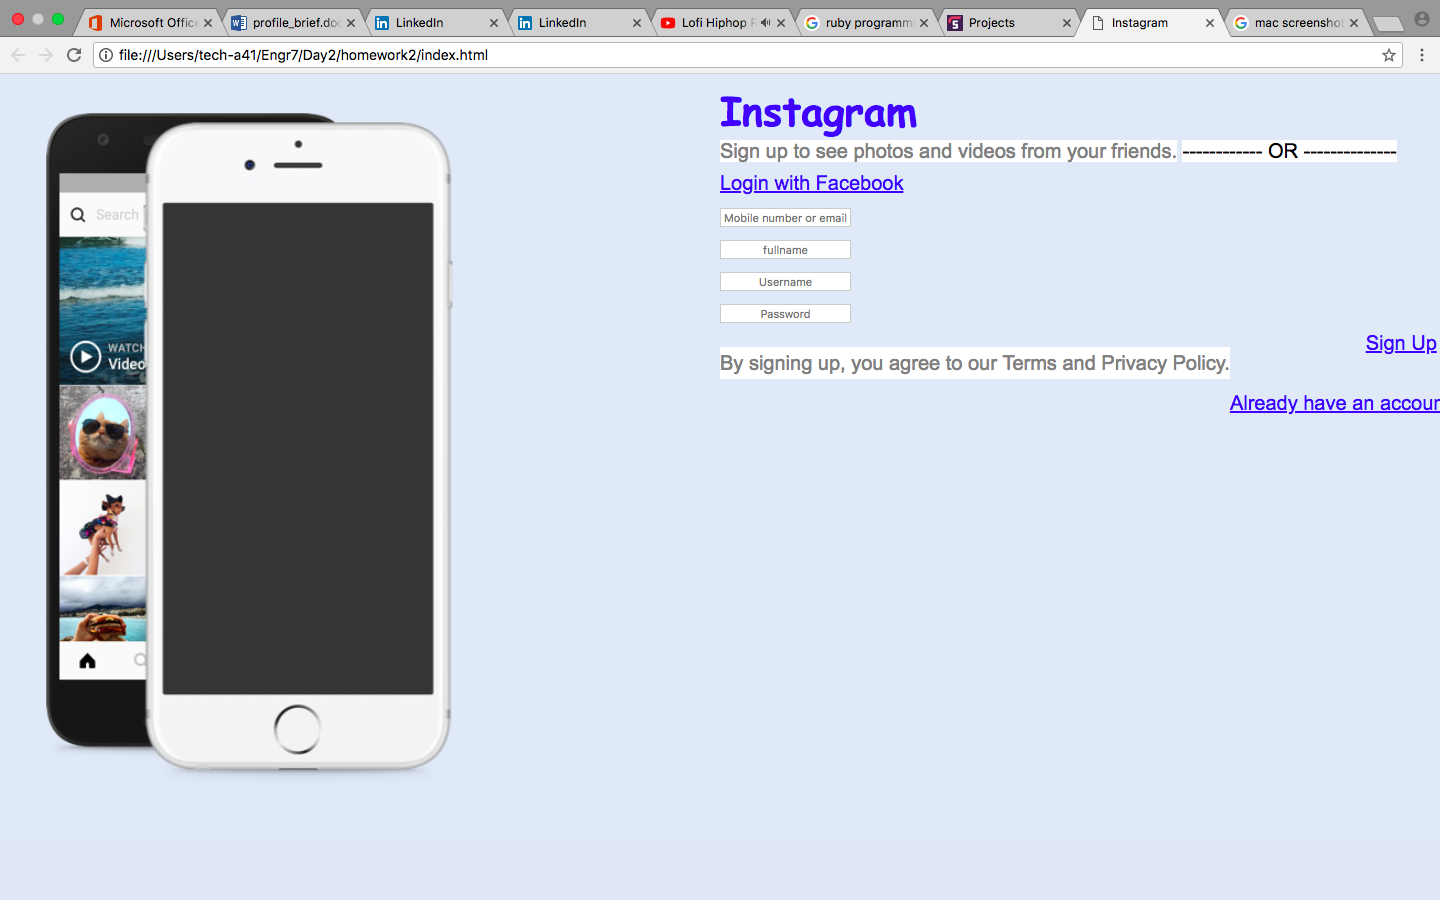 Microsoft Office
profile_brief.doc
LinkedIn
LinkedIn
Lofi Hiphop
ruby programm
Projects
Instagram
mac screenshot
file:///Users/tech-a41/Engr7/Day2/homework2/index.html
Search
WATCH
Video
Instagram
Sign up to see photos and videos from your friends. ------------ OR --------------
Login with Facebook
Mobile number or email
fullname
Username
Password
Sign Up
By signing up, you agree to our Terms and Privacy Policy.
Already have an accour